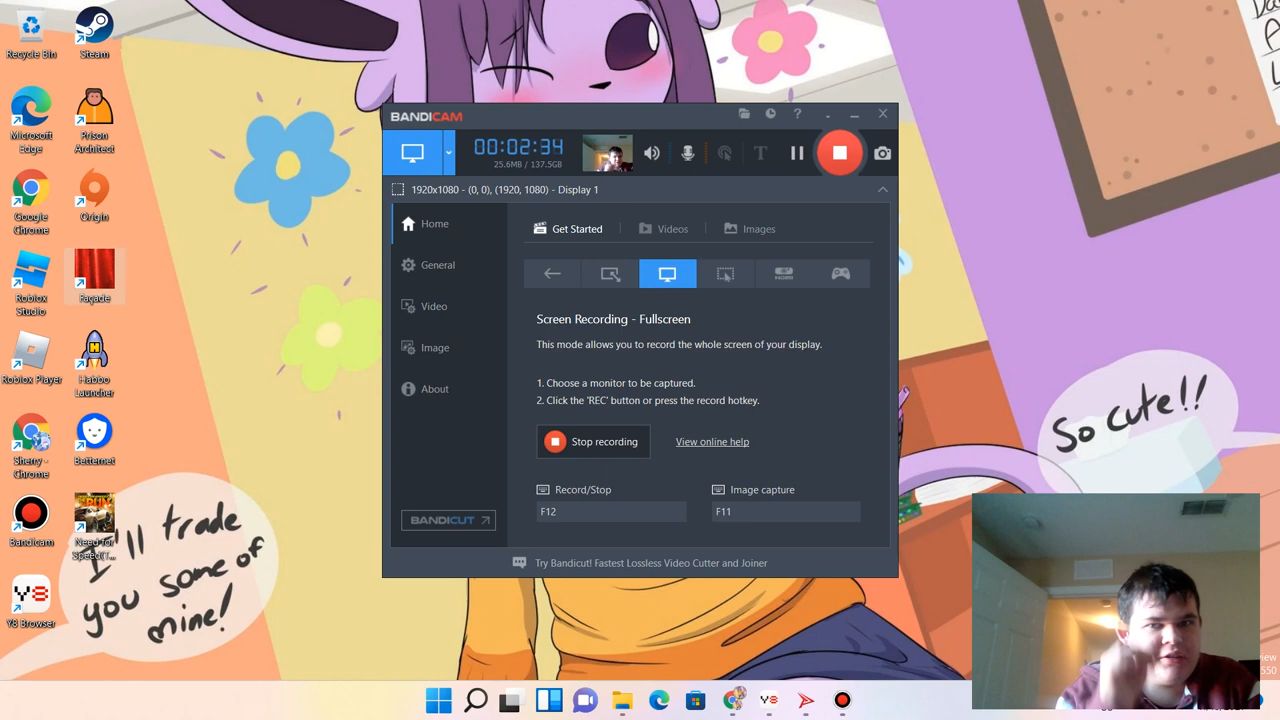 Recycle Bin
Steam
Microsoft
Edge
Prison
Architect
Google
Chrome
Origin
Roblox
Studio
Façade
Roblox Player
Habbo
Launcher
Sherry -
Chrome
Betternet
Bandicam
Need for
Y8 Browser
I'll trade
you some of
mine!
So cute!!
BANDICAM
00:02:34
25.6MB / 137.5GB
1920x1080 - (0, 0), (1920, 1080) - Display 1
Home
General
Video
Image
About
BANDICUT
Get Started
Videos
Images
HDMI
Screen Recording - Fullscreen
This mode allows you to record the whole screen of your display.
1. Choose a monitor to be captured.
2. Click the 'REC' button or press the record hotkey.
Stop recording
View online help
Record/Stop
Image capture
F12
F11
Try Bandicut! Fastest Lossless Video Cutter and Joiner